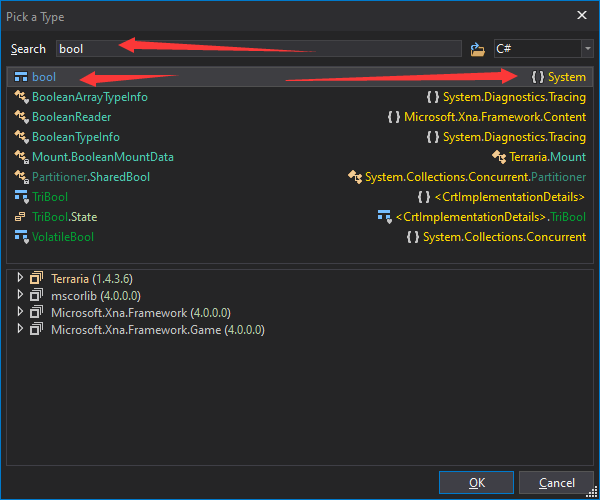 Pick a Type
Search bool C#
bool { } System
BooleanArrayTypeInfo { } System.Diagnostics.Tracing
BooleanReader { } Microsoft.Xna.Framework.Content
BooleanTypeInfo { } System.Diagnostics.Tracing
Mount.BooleanMountData Terraria.Mount
Partitioner.SharedBool System.Collections.Concurrent.Partitioner
TriBool { } <CrtImplementationDetails>
TriBool.State <CrtImplementationDetails>.TriBool
VolatileBool { } System.Collections.Concurrent
Terraria (1.4.3.6)
mscorlib (4.0.0.0)
Microsoft.Xna.Framework (4.0.0.0)
Microsoft.Xna.Framework.Game (4.0.0.0)
OK Cancel